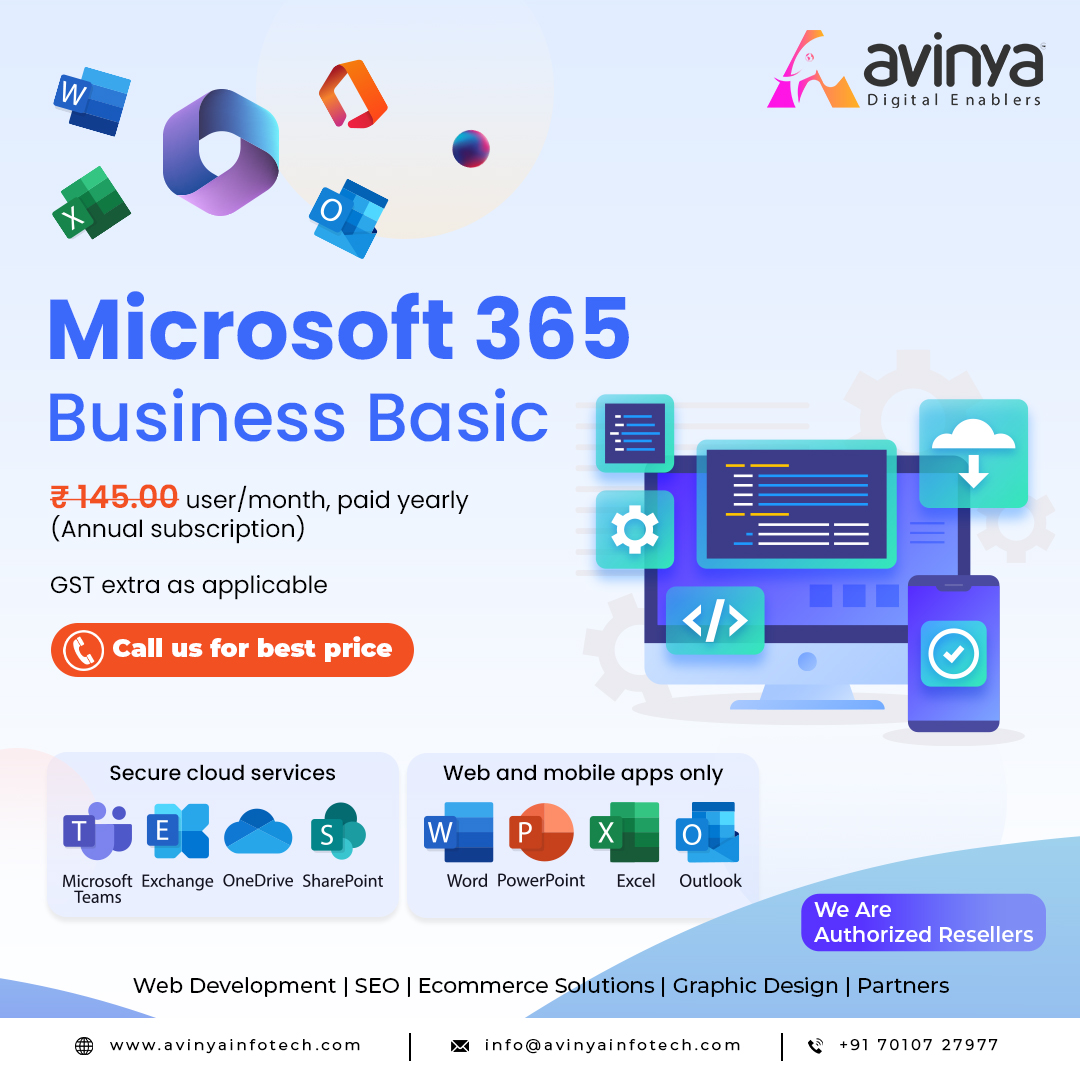 avinya
Digital Enablers
W
X
O
Microsoft 365
Business Basic
₹ 145.00 user/month, paid yearly
(Annual subscription)
GST extra as applicable
Call us for best price
</>
Secure cloud services
T E S
Microsoft Exchange OneDrive SharePoint
Teams
Web and mobile apps only
W P X O
Word PowerPoint Excel Outlook
We Are
Authorized Resellers
Web Development | SEO | Ecommerce Solutions | Graphic Design | Partners
www.avinyainfotech.com | info@avinyainfotech.com | +91 70107 27977